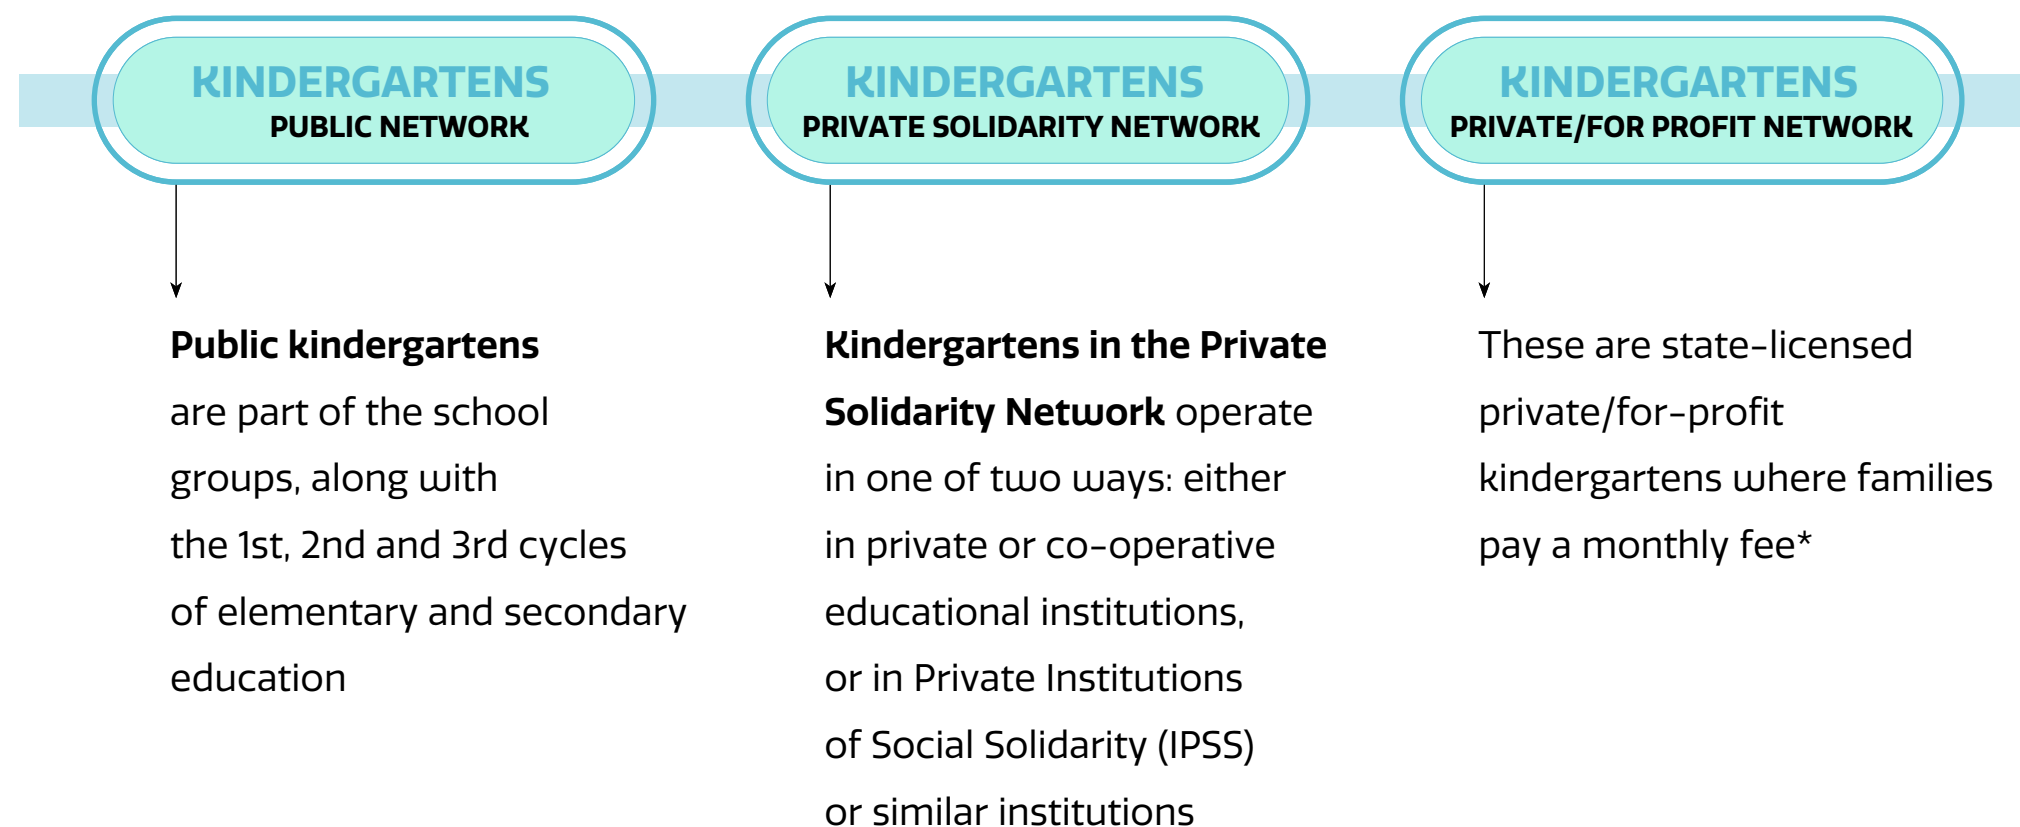 KINDERGARTENS
PUBLIC NETWORK
Public kindergartens
are part of the school
groups, along with
the 1st, 2nd and 3rd cycles
of elementary and secondary
education
KINDERGARTENS
PRIVATE SOLIDARITY NETWORK
Kindergartens in the Private
Solidarity Network operate
in one of two ways: either
in private or co-operative
educational institutions,
or in Private Institutions
of Social Solidarity (IPSS)
or similar institutions
KINDERGARTENS
PRIVATE/FOR PROFIT NETWORK
These are state-licensed
private/for-profit
kindergartens where families
pay a monthly fee*